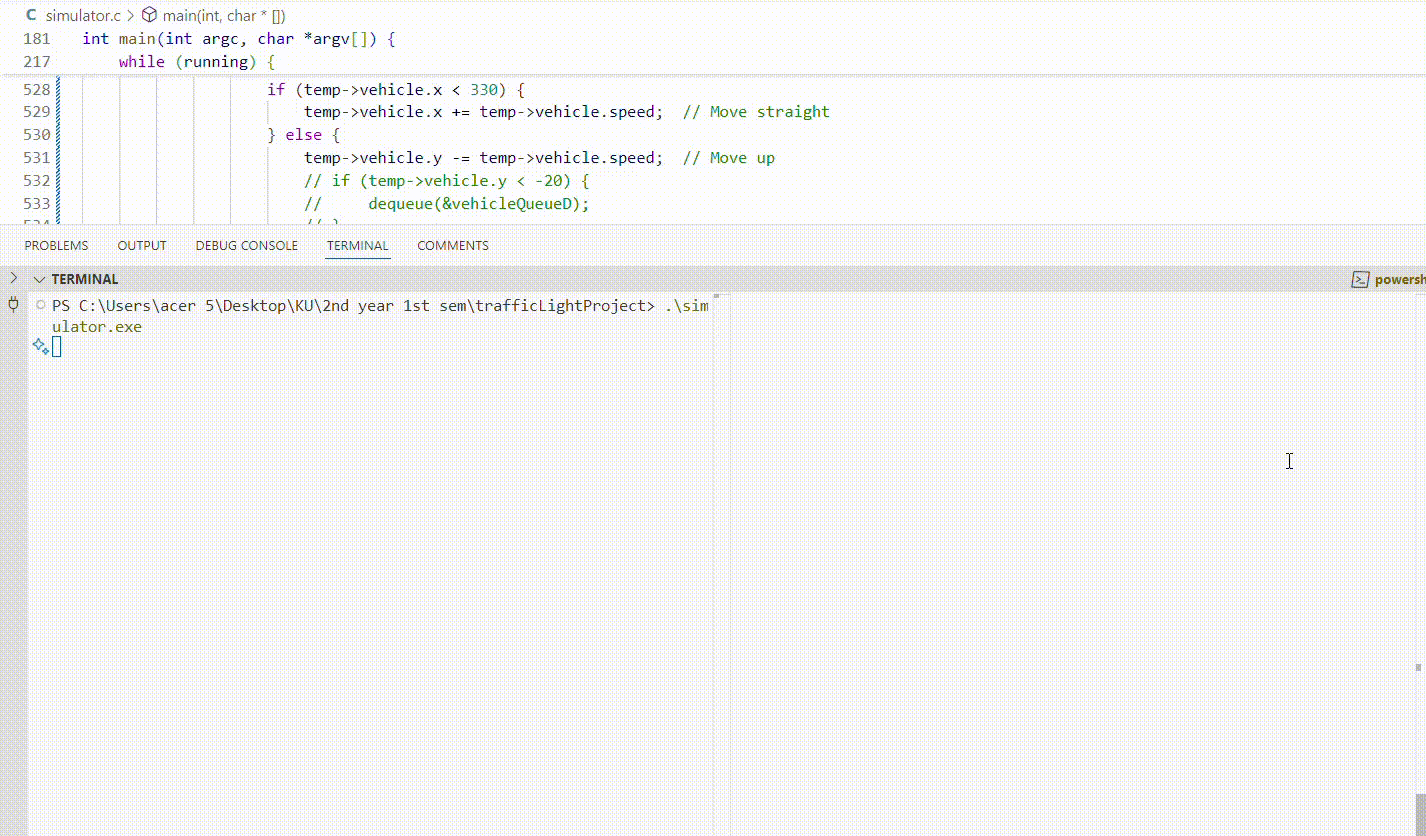 C simulator.c > main(int, char * [])
181 int main(int argc, char *argv[]) {
217 while (running) {
528 if (temp->vehicle.x < 330) {
529 temp->vehicle.x += temp->vehicle.speed; // Move straight
530 } else {
531 temp->vehicle.y -= temp->vehicle.speed; // Move up
532 // if (temp->vehicle.y < -20) {
533 // dequeue(&vehicleQueueD);
534 // }
PROBLEMS OUTPUT DEBUG CONSOLE TERMINAL COMMENTS
TERMINAL powersh
PS C:\Users\acer 5\Desktop\KU\2nd year 1st sem\trafficLightProject> .\sim
ulator.exe